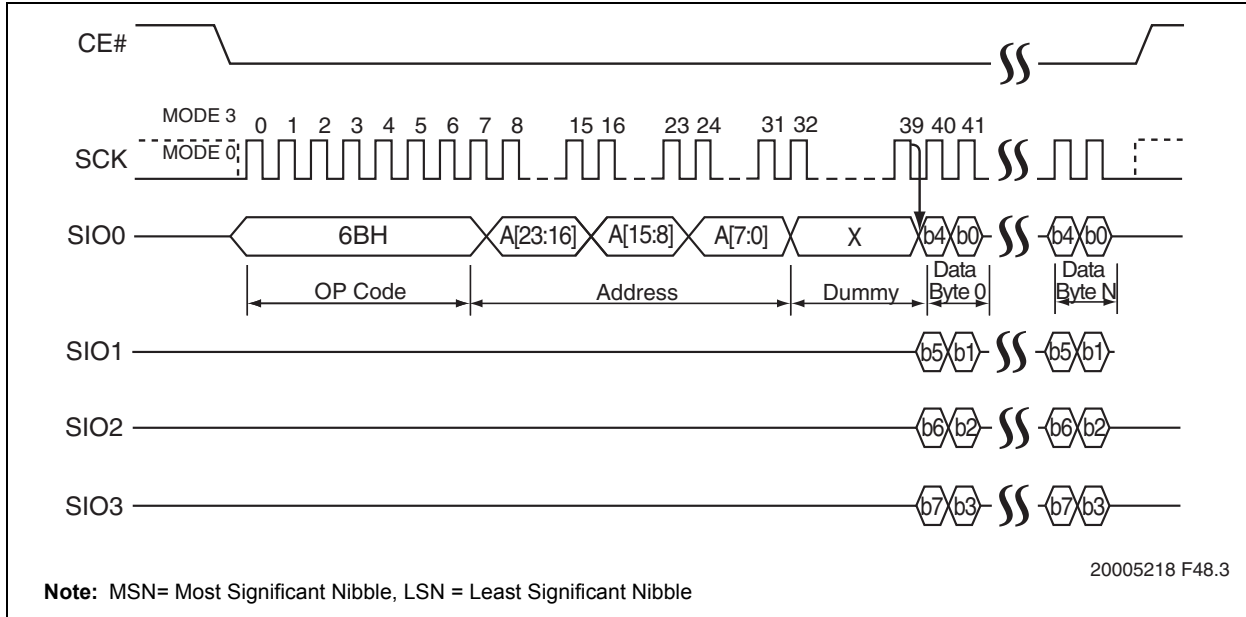 CE#
MODE 3
0 1 2 3 4 5 6 7 8 15 16 23 24 31 32 39 40 41
SCK MODE 0
SIO0 6BH A[23:16] A[15:8] A[7:0] X b4 b0 b4 b0
OP Code Address Dummy Data Byte 0 Data Byte N
SIO1 b5 b1 b5 b1
SIO2 b6 b2 b6 b2
SIO3 b7 b3 b7 b3
20005218 F48.3
Note: MSN= Most Significant Nibble, LSN = Least Significant Nibble